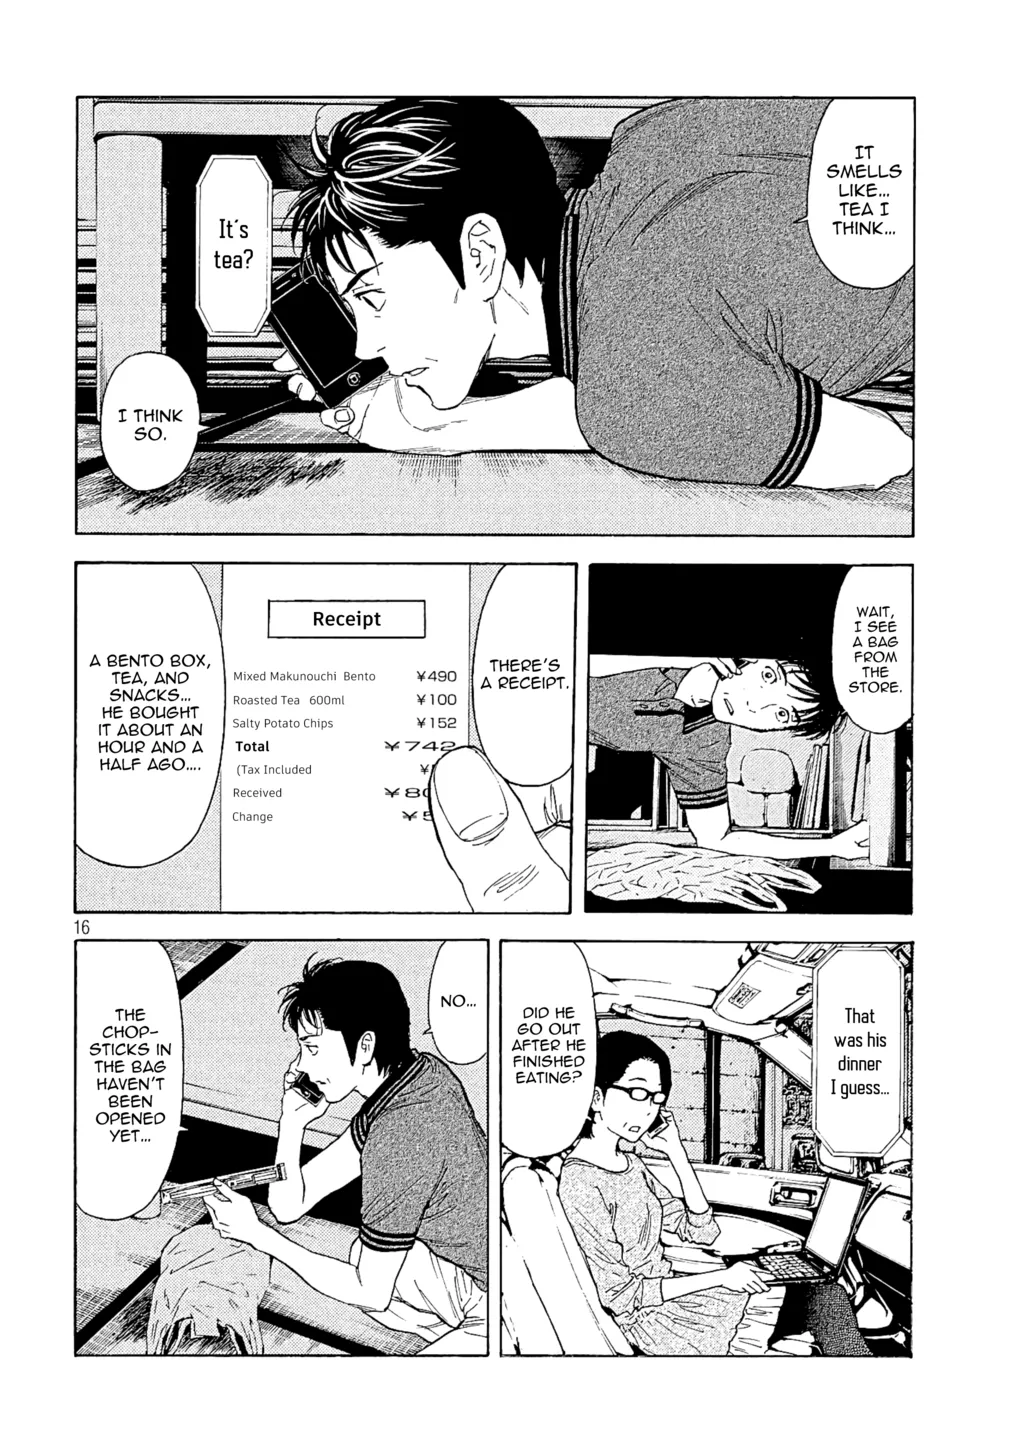 IT
SMELLS
LIKE...
TEA I
THINK...
It's
tea?
I THINK
SO.
WAIT,
I SEE
A BAG
FROM
THE
STORE.
THERE'S
A RECEIPT.
Receipt
Mixed Makunouchi Bento ¥490
Roasted Tea 600ml ¥100
Salty Potato Chips ¥152
Total ¥742
(Tax Included
Received
Change
A BENTO BOX,
TEA, AND
SNACKS...
HE BOUGHT
IT ABOUT AN
HOUR AND A
HALF AGO....
16
That
was his
dinner
I guess...
DID HE
GO OUT
AFTER HE
FINISHED
EATING?
NO...
THE
CHOP-
STICKS IN
THE BAG
HAVEN'T
BEEN
OPENED
YET...